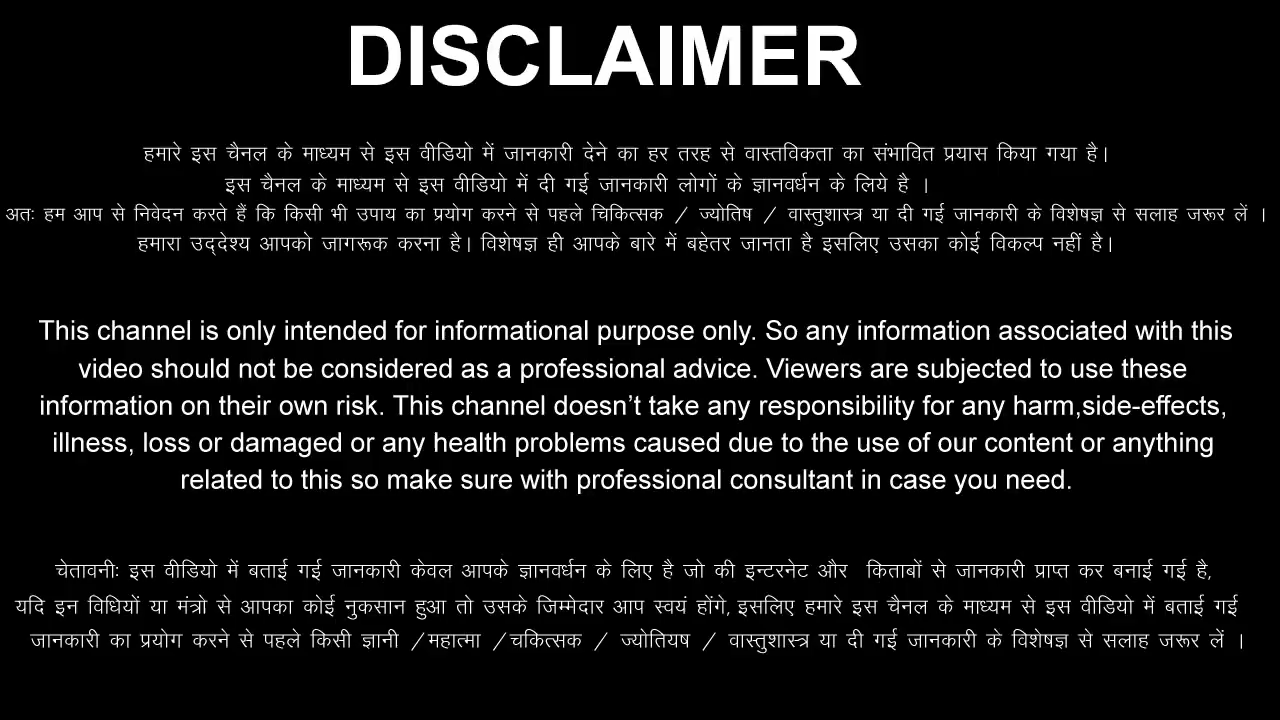 DISCLAIMER
हमारे इस चैनल के माध्यम से इस वीडियो में जानकारी देने का हर तरह से वास्तविकता का संभावित प्रयास किया गया है।
इस चैनल के माध्यम से इस वीडियो में दी गई जानकारी लोगों के ज्ञानवर्धन के लिये है ।
अतः हम आप से निवेदन करते हैं कि किसी भी उपाय का प्रयोग करने से पहले चिकित्सक / ज्योतिष / वास्तुशास्त्र या दी गई जानकारी के विशेषज्ञ से सलाह जरूर लें ।
हमारा उद्देश्य आपको जागरूक करना है। विशेषज्ञ ही आपके बारे में बहेतर जानता है इसलिए उसका कोई विकल्प नहीं है।
This channel is only intended for informational purpose only. So any information associated with this
video should not be considered as a professional advice. Viewers are subjected to use these
information on their own risk. This channel doesn’t take any responsibility for any harm,side-effects,
illness, loss or damaged or any health problems caused due to the use of our content or anything
related to this so make sure with professional consultant in case you need.
चेतावनीः इस वीडियो में बताई गई जानकारी केवल आपके ज्ञानवर्धन के लिए है जो की इन्टरनेट और किताबों से जानकारी प्राप्त कर बनाई गई है,
यदि इन विधियों या मंत्रो से आपका कोई नुकसान हुआ तो उसके जिम्मेदार आप स्वयं होंगे, इसलिए हमारे इस चैनल के माध्यम से इस वीडियो में बताई गई
जानकारी का प्रयोग करने से पहले किसी ज्ञानी /महात्मा /चकित्सक / ज्योतियष / वास्तुशास्त्र या दी गई जानकारी के विशेषज्ञ से सलाह जरूर लें ।